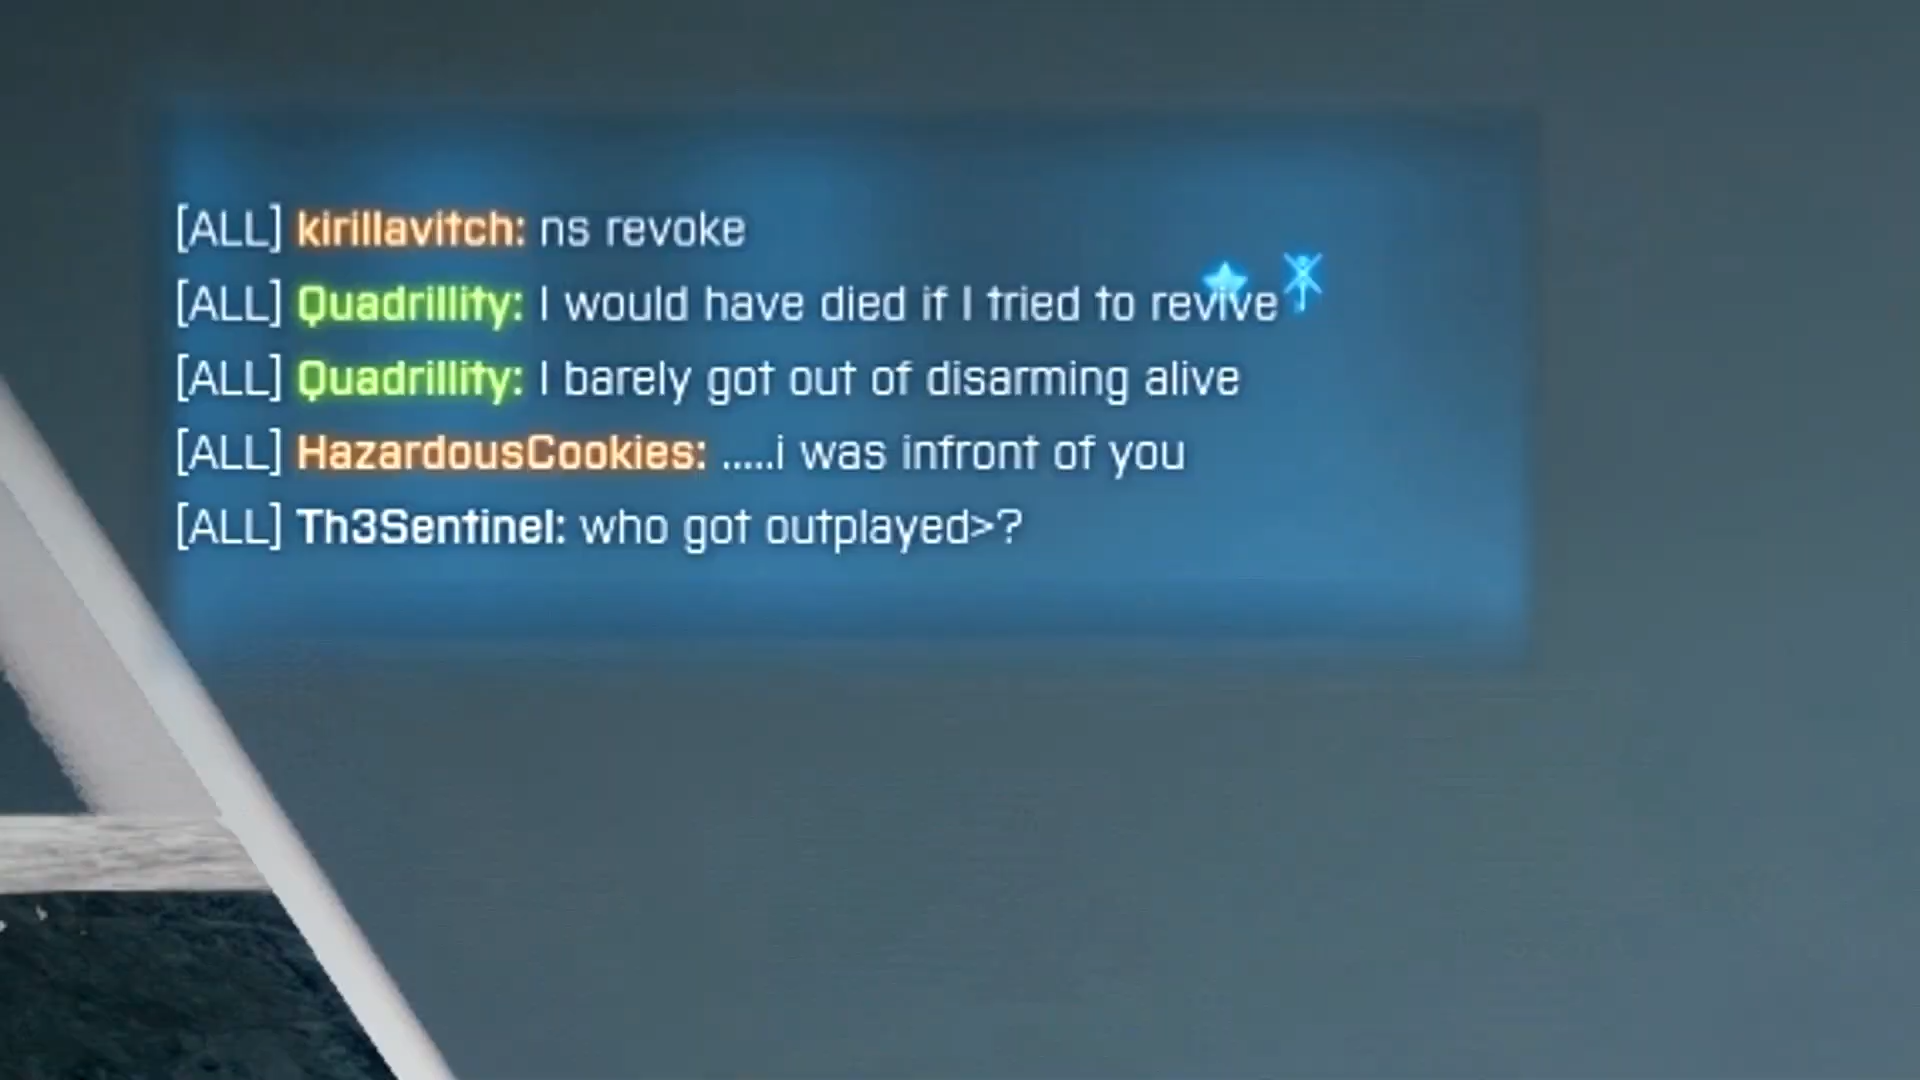 [ALL] kirillavitch: ns revoke
[ALL] Quadrillity: I would have died if I tried to revive
[ALL] Quadrillity: I barely got out of disarming alive
[ALL] HazardousCookies: .....i was infront of you
[ALL] Th3Sentinel: who got outplayed>?